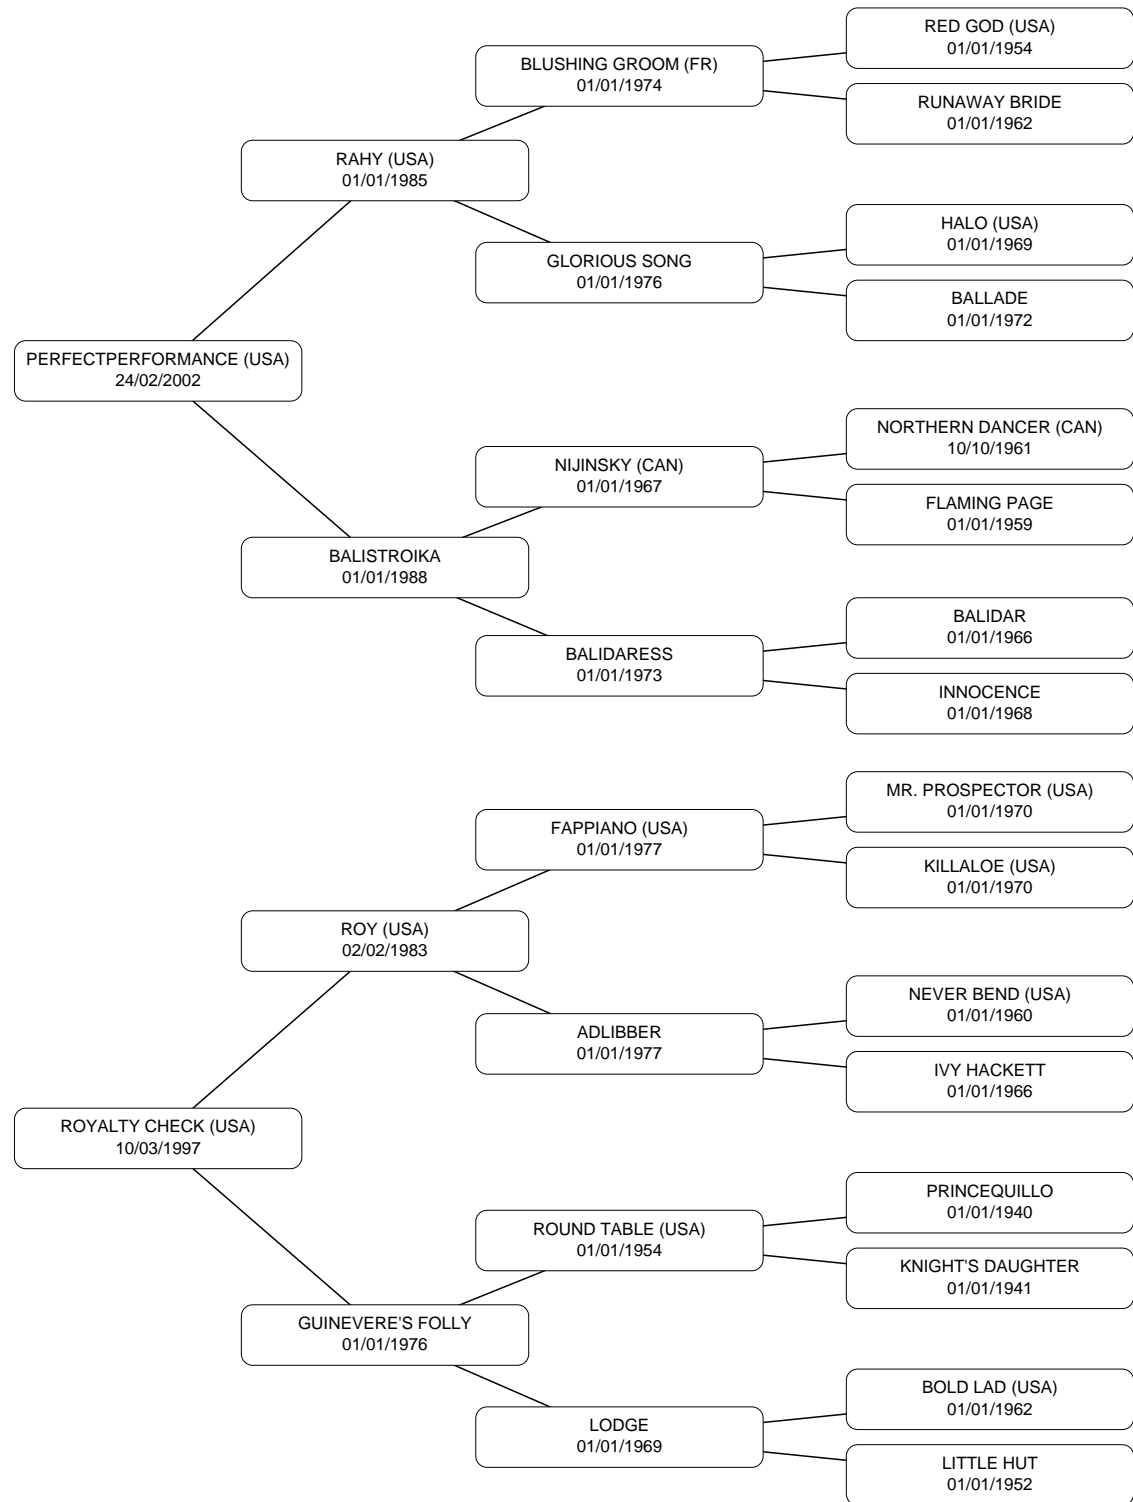 RED GOD (USA)
01/01/1954
BLUSHING GROOM (FR)
01/01/1974
RUNAWAY BRIDE
01/01/1962
RAHY (USA)
01/01/1985
HALO (USA)
01/01/1969
GLORIOUS SONG
01/01/1976
BALLADE
01/01/1972
PERFECTPERFORMANCE (USA)
24/02/2002
NORTHERN DANCER (CAN)
10/10/1961
NIJINSKY (CAN)
01/01/1967
FLAMING PAGE
01/01/1959
BALISTROIKA
01/01/1988
BALIDAR
01/01/1966
BALIDARESS
01/01/1973
INNOCENCE
01/01/1968
MR. PROSPECTOR (USA)
01/01/1970
FAPPIANO (USA)
01/01/1977
KILLALOE (USA)
01/01/1970
ROY (USA)
02/02/1983
NEVER BEND (USA)
01/01/1960
ADLIBBER
01/01/1977
IVY HACKETT
01/01/1966
ROYALTY CHECK (USA)
10/03/1997
PRINCEQUILLO
01/01/1940
ROUND TABLE (USA)
01/01/1954
KNIGHT'S DAUGHTER
01/01/1941
GUINEVERE'S FOLLY
01/01/1976
BOLD LAD (USA)
01/01/1962
LODGE
01/01/1969
LITTLE HUT
01/01/1952